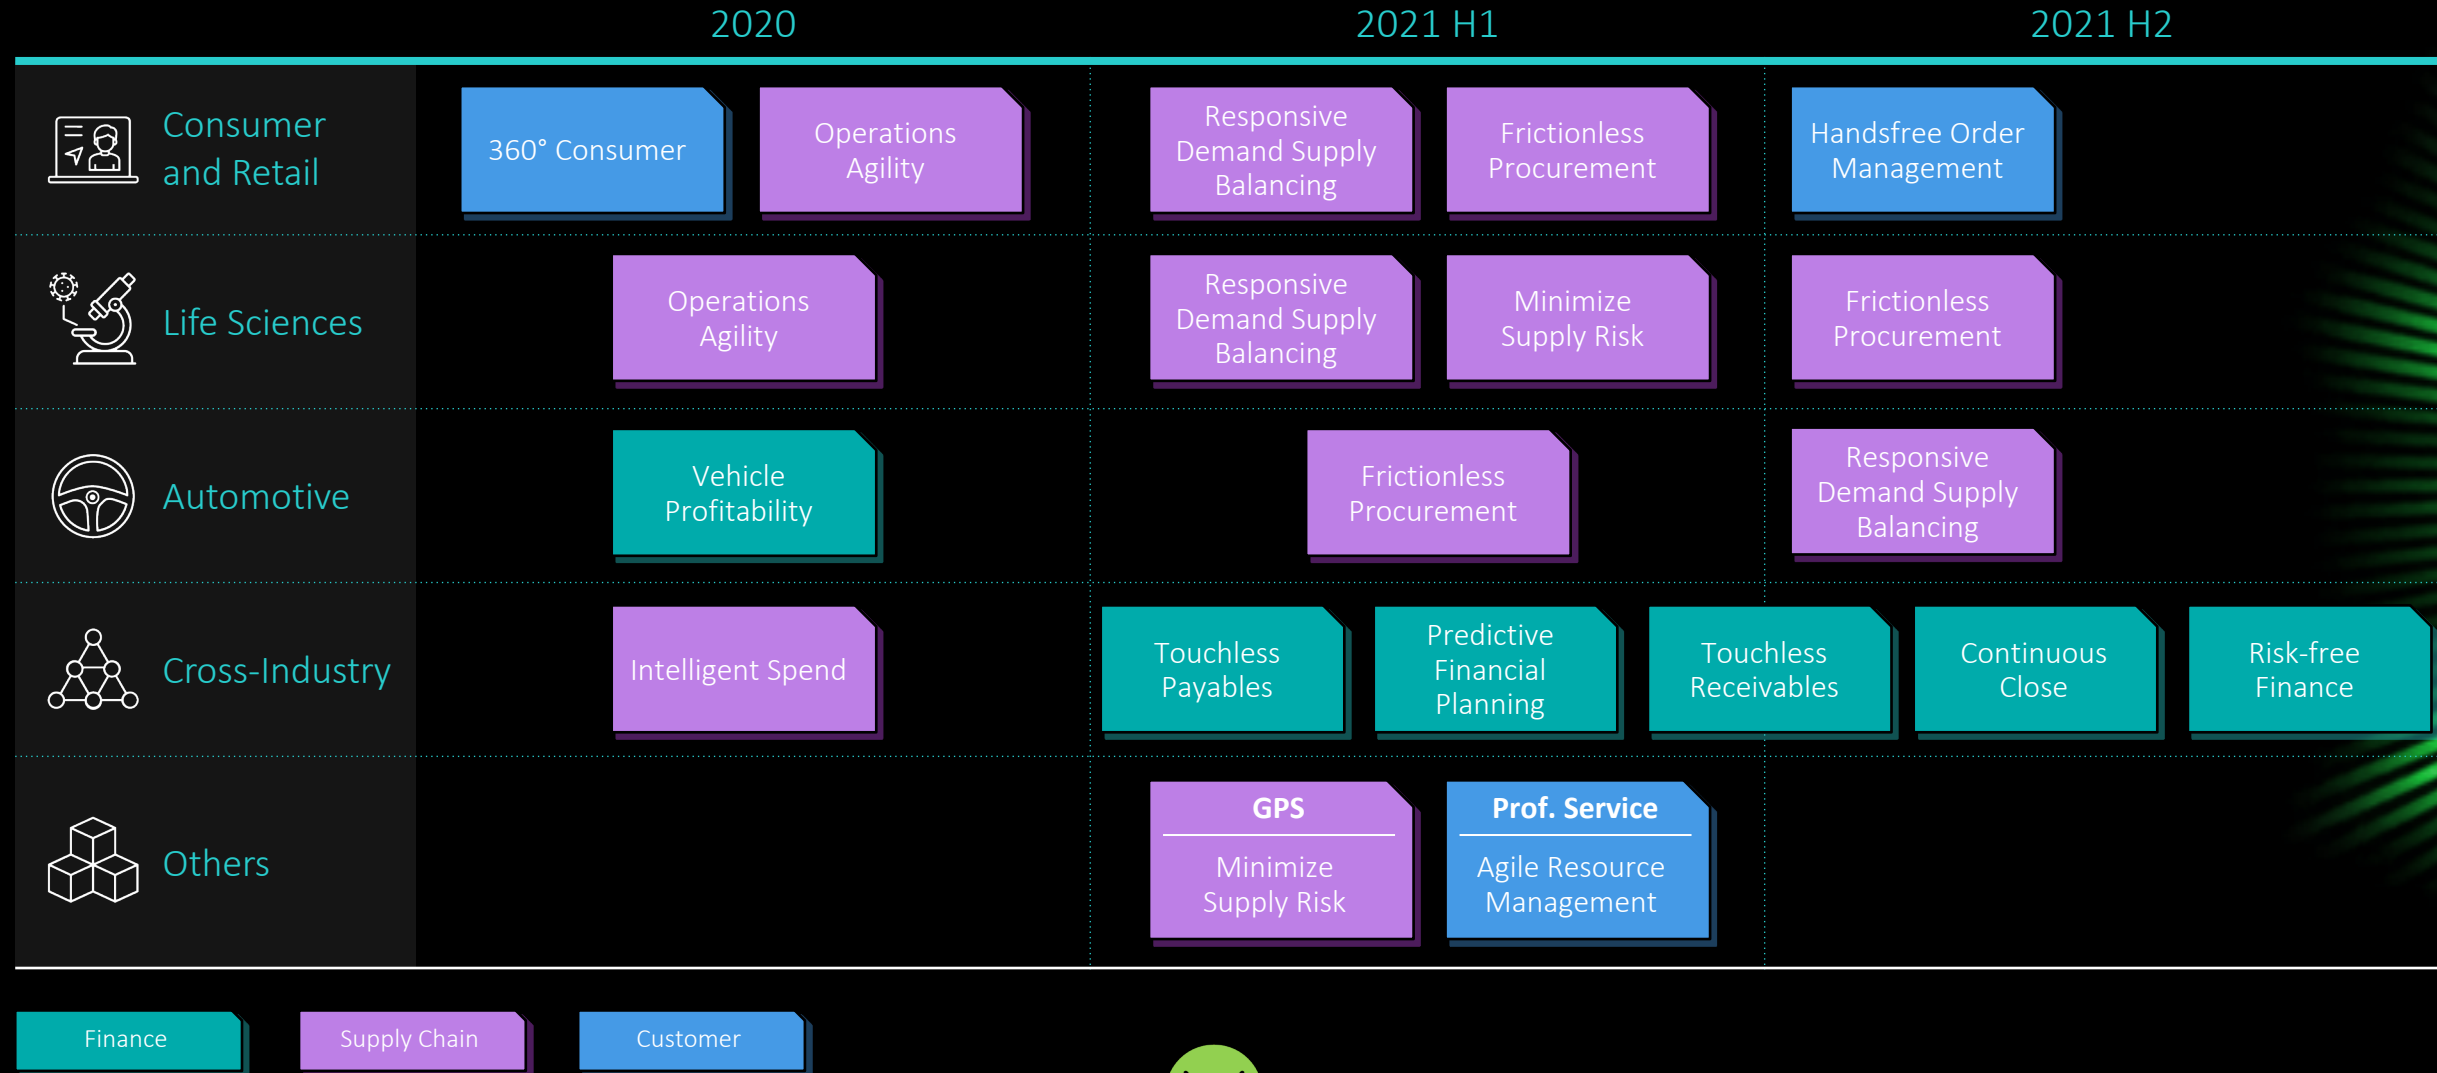 2020
2021 H1
2021 H2
Consumer
and Retail
360° Consumer
Operations
Agility
Responsive
Demand Supply
Balancing
Frictionless
Procurement
Handsfree Order
Management
Life Sciences
Operations
Agility
Responsive
Demand Supply
Balancing
Minimize
Supply Risk
Frictionless
Procurement
Automotive
Vehicle
Profitability
Frictionless
Procurement
Responsive
Demand Supply
Balancing
Cross-Industry
Intelligent Spend
Touchless
Payables
Predictive
Financial
Planning
Touchless
Receivables
Continuous
Close
Risk-free
Finance
Others
GPS
Minimize
Supply Risk
Prof. Service
Agile Resource
Management
Finance
Supply Chain
Customer